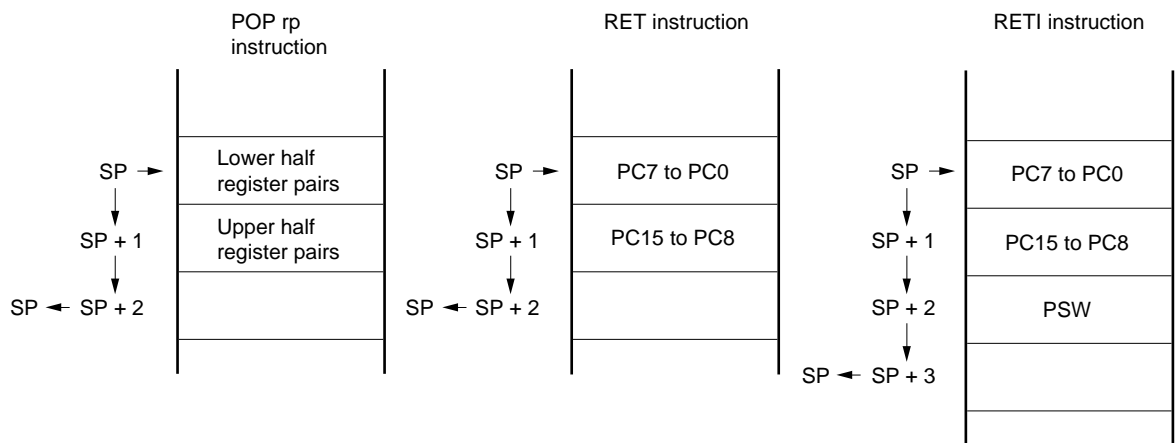 POP rp
instruction
SP
Lower half
register pairs
SP + 1
Upper half
register pairs
SP
SP + 2
RET instruction
SP
PC7 to PC0
SP + 1
PC15 to PC8
SP
SP + 2
RETI instruction
SP
PC7 to PC0
SP + 1
PC15 to PC8
SP + 2
PSW
SP
SP + 3